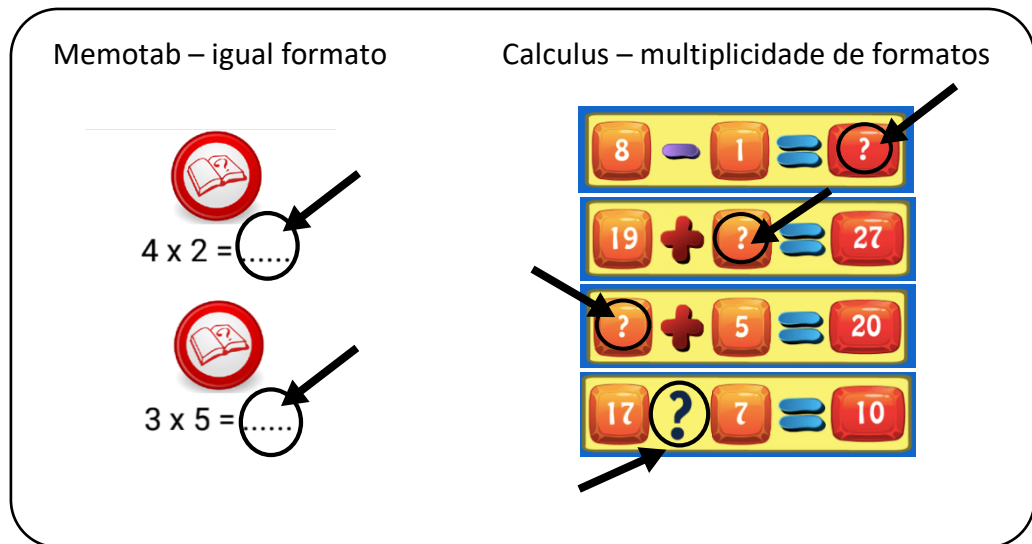 Memotab – igual formato
?
4 x 2 = ......
?
3 x 5 = ......
Calculus – multiplicidade de formatos
8 - 1 = ?
19 + ? = 27
? + 5 = 20
17 ? 7 = 10